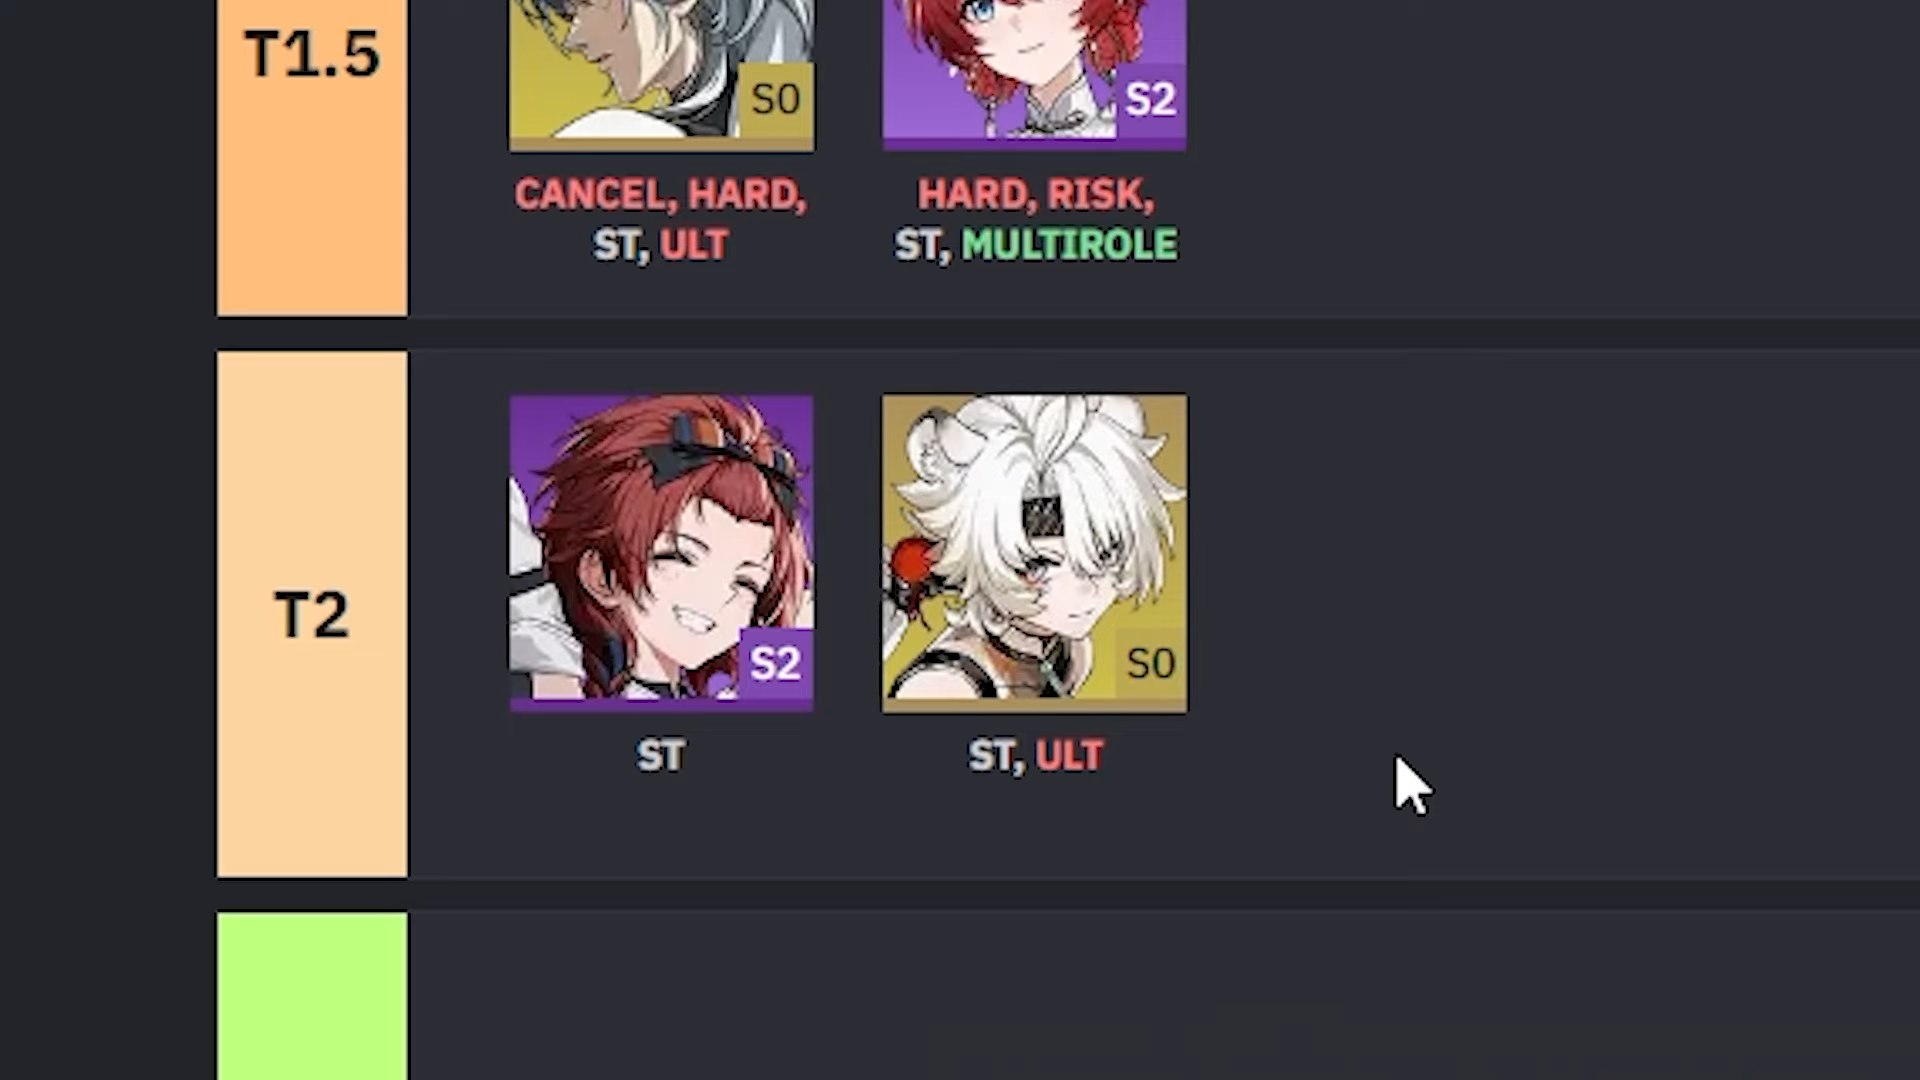 T1.5
S0
S2
CANCEL, HARD,
ST, ULT
HARD, RISK,
ST, MULTIROLE
T2
S2
S0
ST
ST, ULT